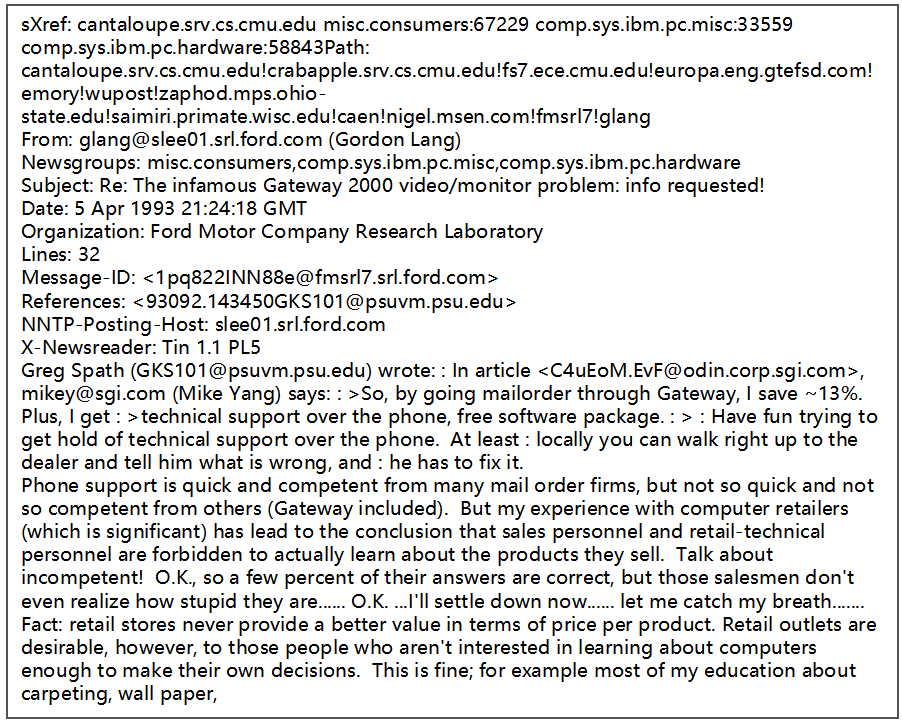 sXref: cantaloupe.srv.cs.cmu.edu misc.consumers:67229 comp.sys.ibm.pc.misc:33559
comp.sys.ibm.pc.hardware:58843Path:
cantaloupe.srv.cs.cmu.edu!crabapple.srv.cs.cmu.edu!fs7.ece.cmu.edu!europa.eng.gtefsd.com!
emory!wupost!zaphod.mps.ohio-
state.edu!saimiri.primate.wisc.edu!caen!nigel.msen.com!fmsrl7!glang
From: glang@slee01.srl.ford.com (Gordon Lang)
Newsgroups: misc.consumers,comp.sys.ibm.pc.misc,comp.sys.ibm.pc.hardware
Subject: Re: The infamous Gateway 2000 video/monitor problem: info requested!
Date: 5 Apr 1993 21:24:18 GMT
Organization: Ford Motor Company Research Laboratory
Lines: 32
Message-ID: <1pq822INN88e@fmsrl7.srl.ford.com>
References: <93092.143450GKS101@psuvm.psu.edu>
NNTP-Posting-Host: slee01.srl.ford.com
X-Newsreader: Tin 1.1 PL5
Greg Spath (GKS101@psuvm.psu.edu) wrote: : In article <C4uEoM.EvF@odin.corp.sgi.com>,
mikey@sgi.com (Mike Yang) says: : >So, by going mailorder through Gateway, I save ~13%.
Plus, I get : >technical support over the phone, free software package. : > : Have fun trying to
get hold of technical support over the phone.  At least : locally you can walk right up to the
dealer and tell him what is wrong, and : he has to fix it.
Phone support is quick and competent from many mail order firms, but not so quick and not
so competent from others (Gateway included).  But my experience with computer retailers
(which is significant) has lead to the conclusion that sales personnel and retail-technical
personnel are forbidden to actually learn about the products they sell.  Talk about
incompetent!  O.K., so a few percent of their answers are correct, but those salesmen don't
even realize how stupid they are...... O.K. ...I'll settle down now...... let me catch my breath.......
Fact: retail stores never provide a better value in terms of price per product. Retail outlets are
desirable, however, to those people who aren't interested in learning about computers
enough to make their own decisions.  This is fine; for example most of my education about
carpeting, wall paper,